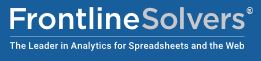 FrontlineSolvers®
The Leader in Analytics for Spreadsheets and the Web